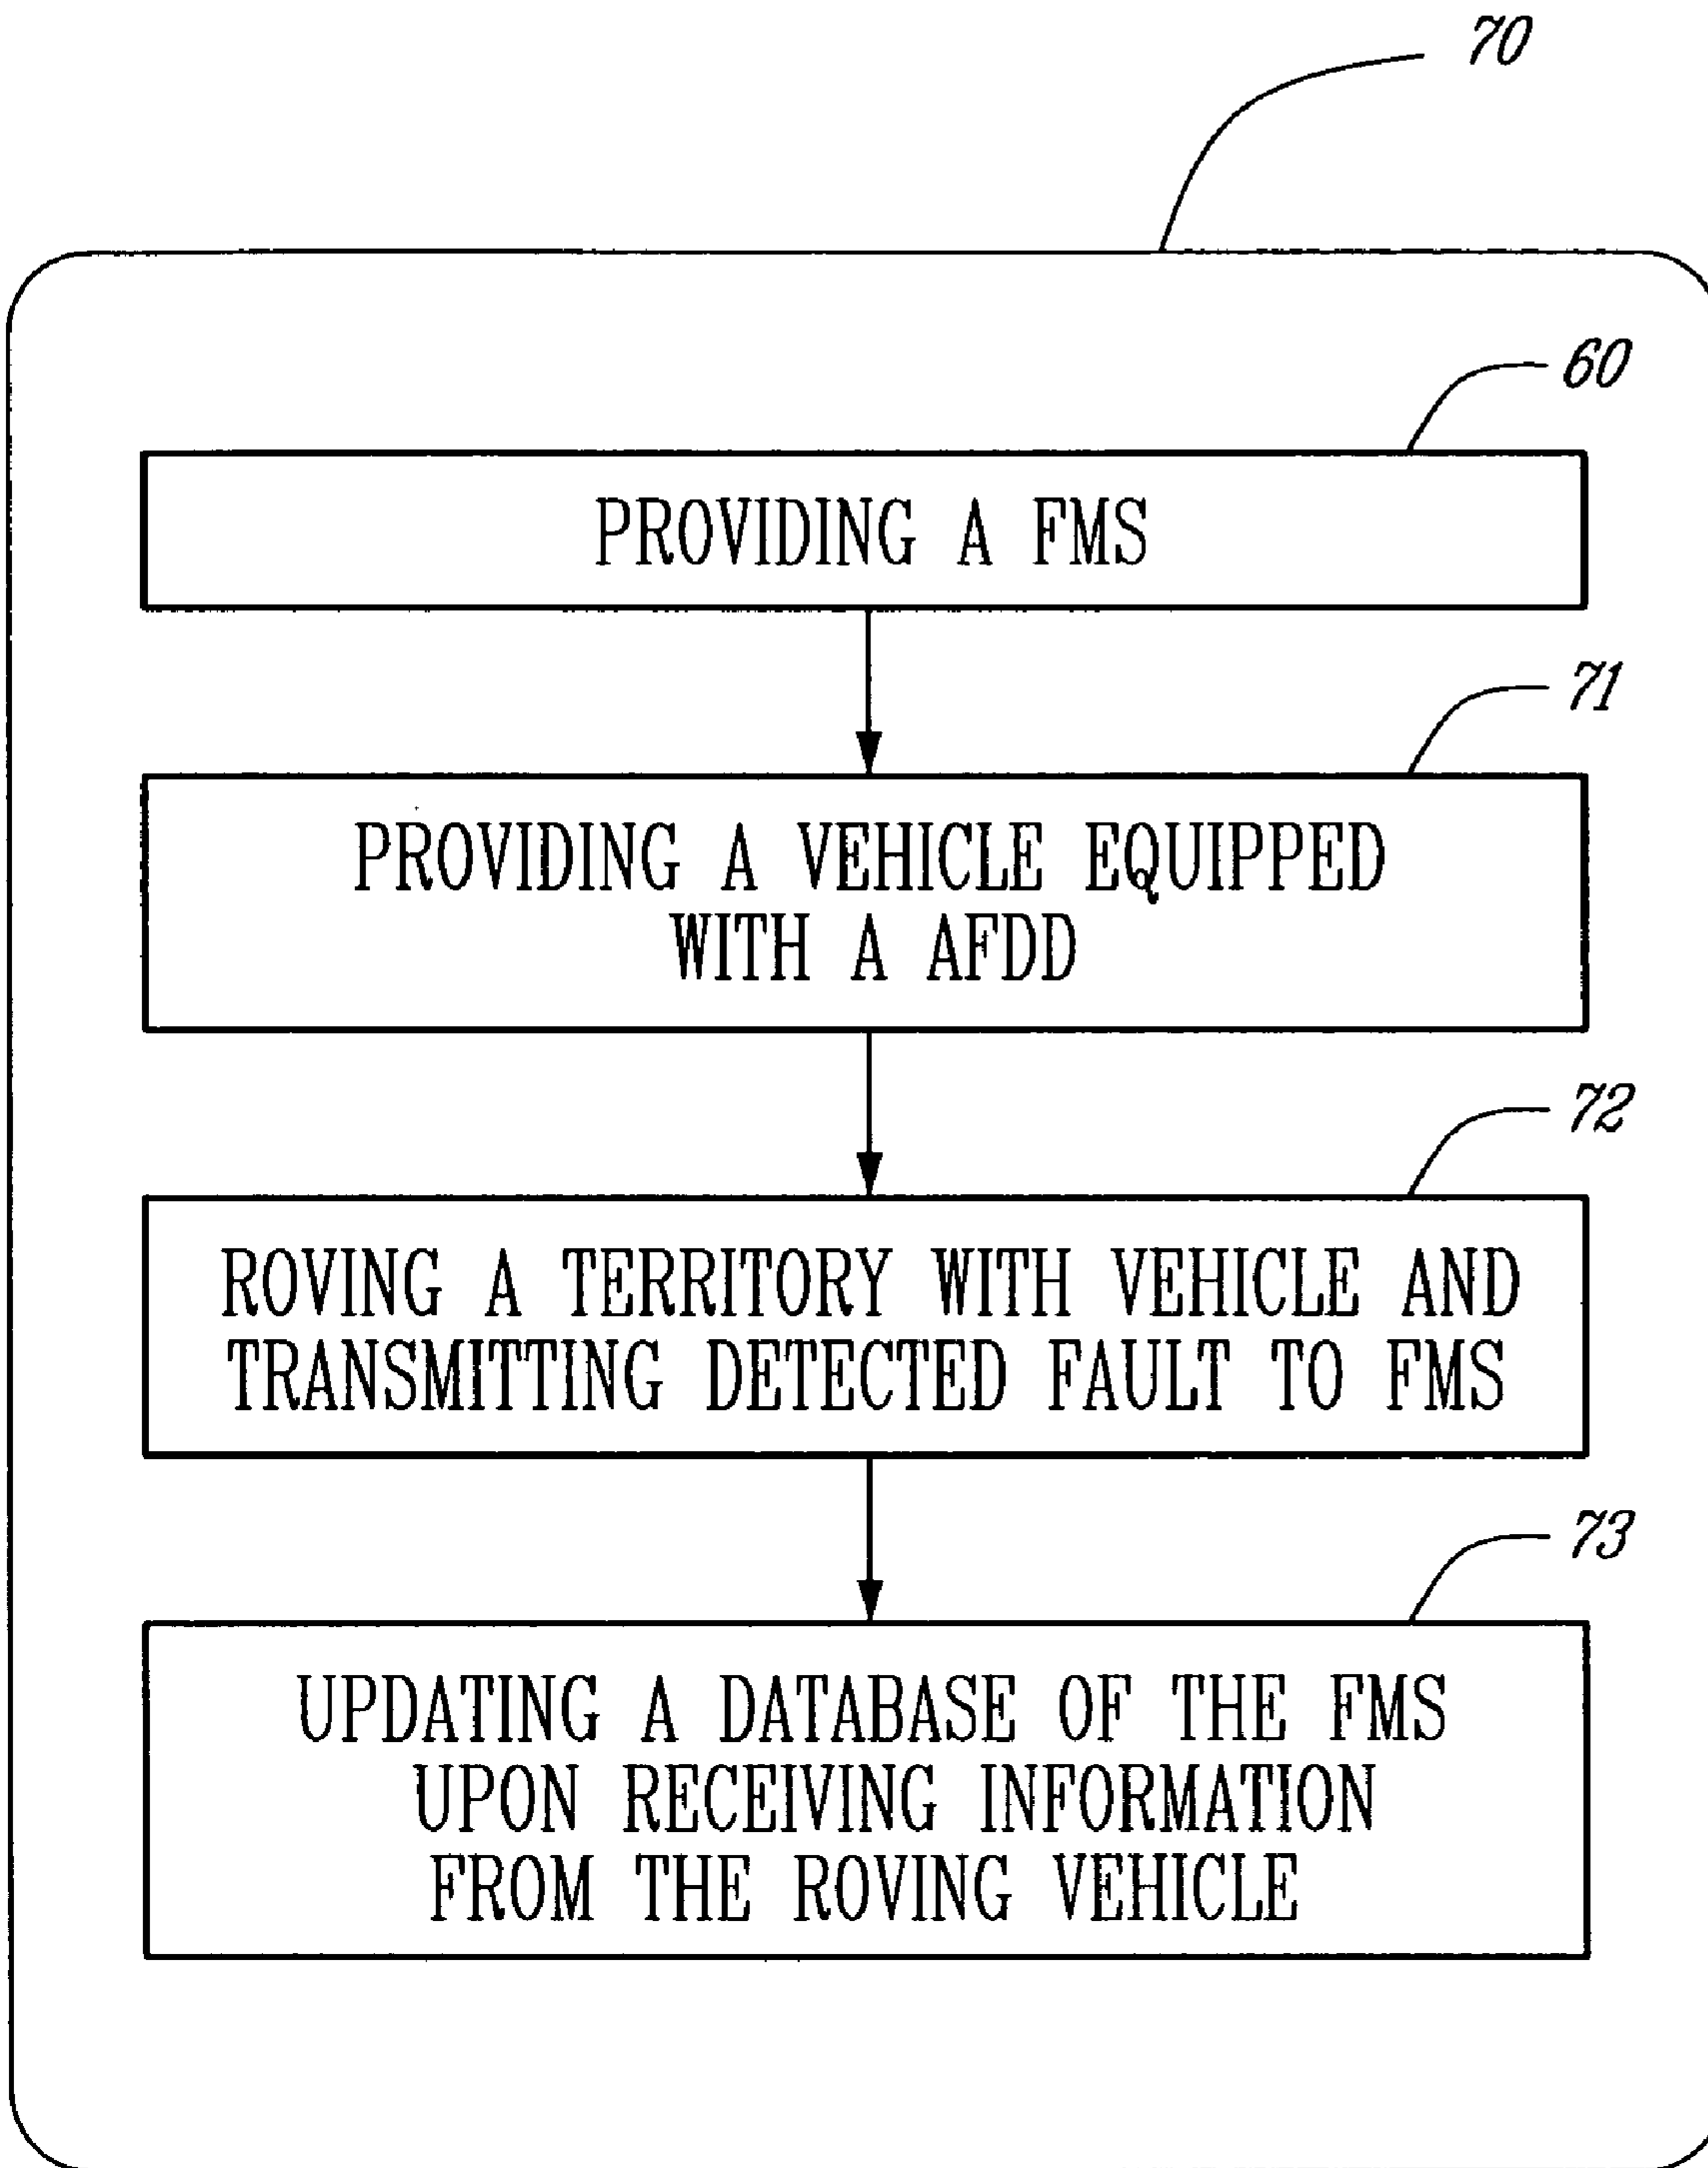 70
60
PROVIDING A FMS
71
PROVIDING A VEHICLE EQUIPPED
WITH A AFDD
72
ROVING A TERRITORY WITH VEHICLE AND
TRANSMITTING DETECTED FAULT TO FMS
73
UPDATING A DATABASE OF THE FMS
UPON RECEIVING INFORMATION
FROM THE ROVING VEHICLE